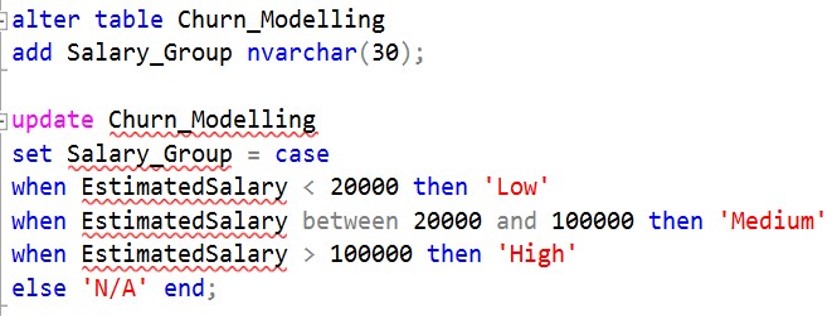 alter table Churn_Modelling
add Salary_Group nvarchar(30);
update Churn_Modelling
set Salary_Group = case
when EstimatedSalary < 20000 then 'Low'
when EstimatedSalary between 20000 and 100000 then 'Medium'
when EstimatedSalary > 100000 then 'High'
else 'N/A' end;